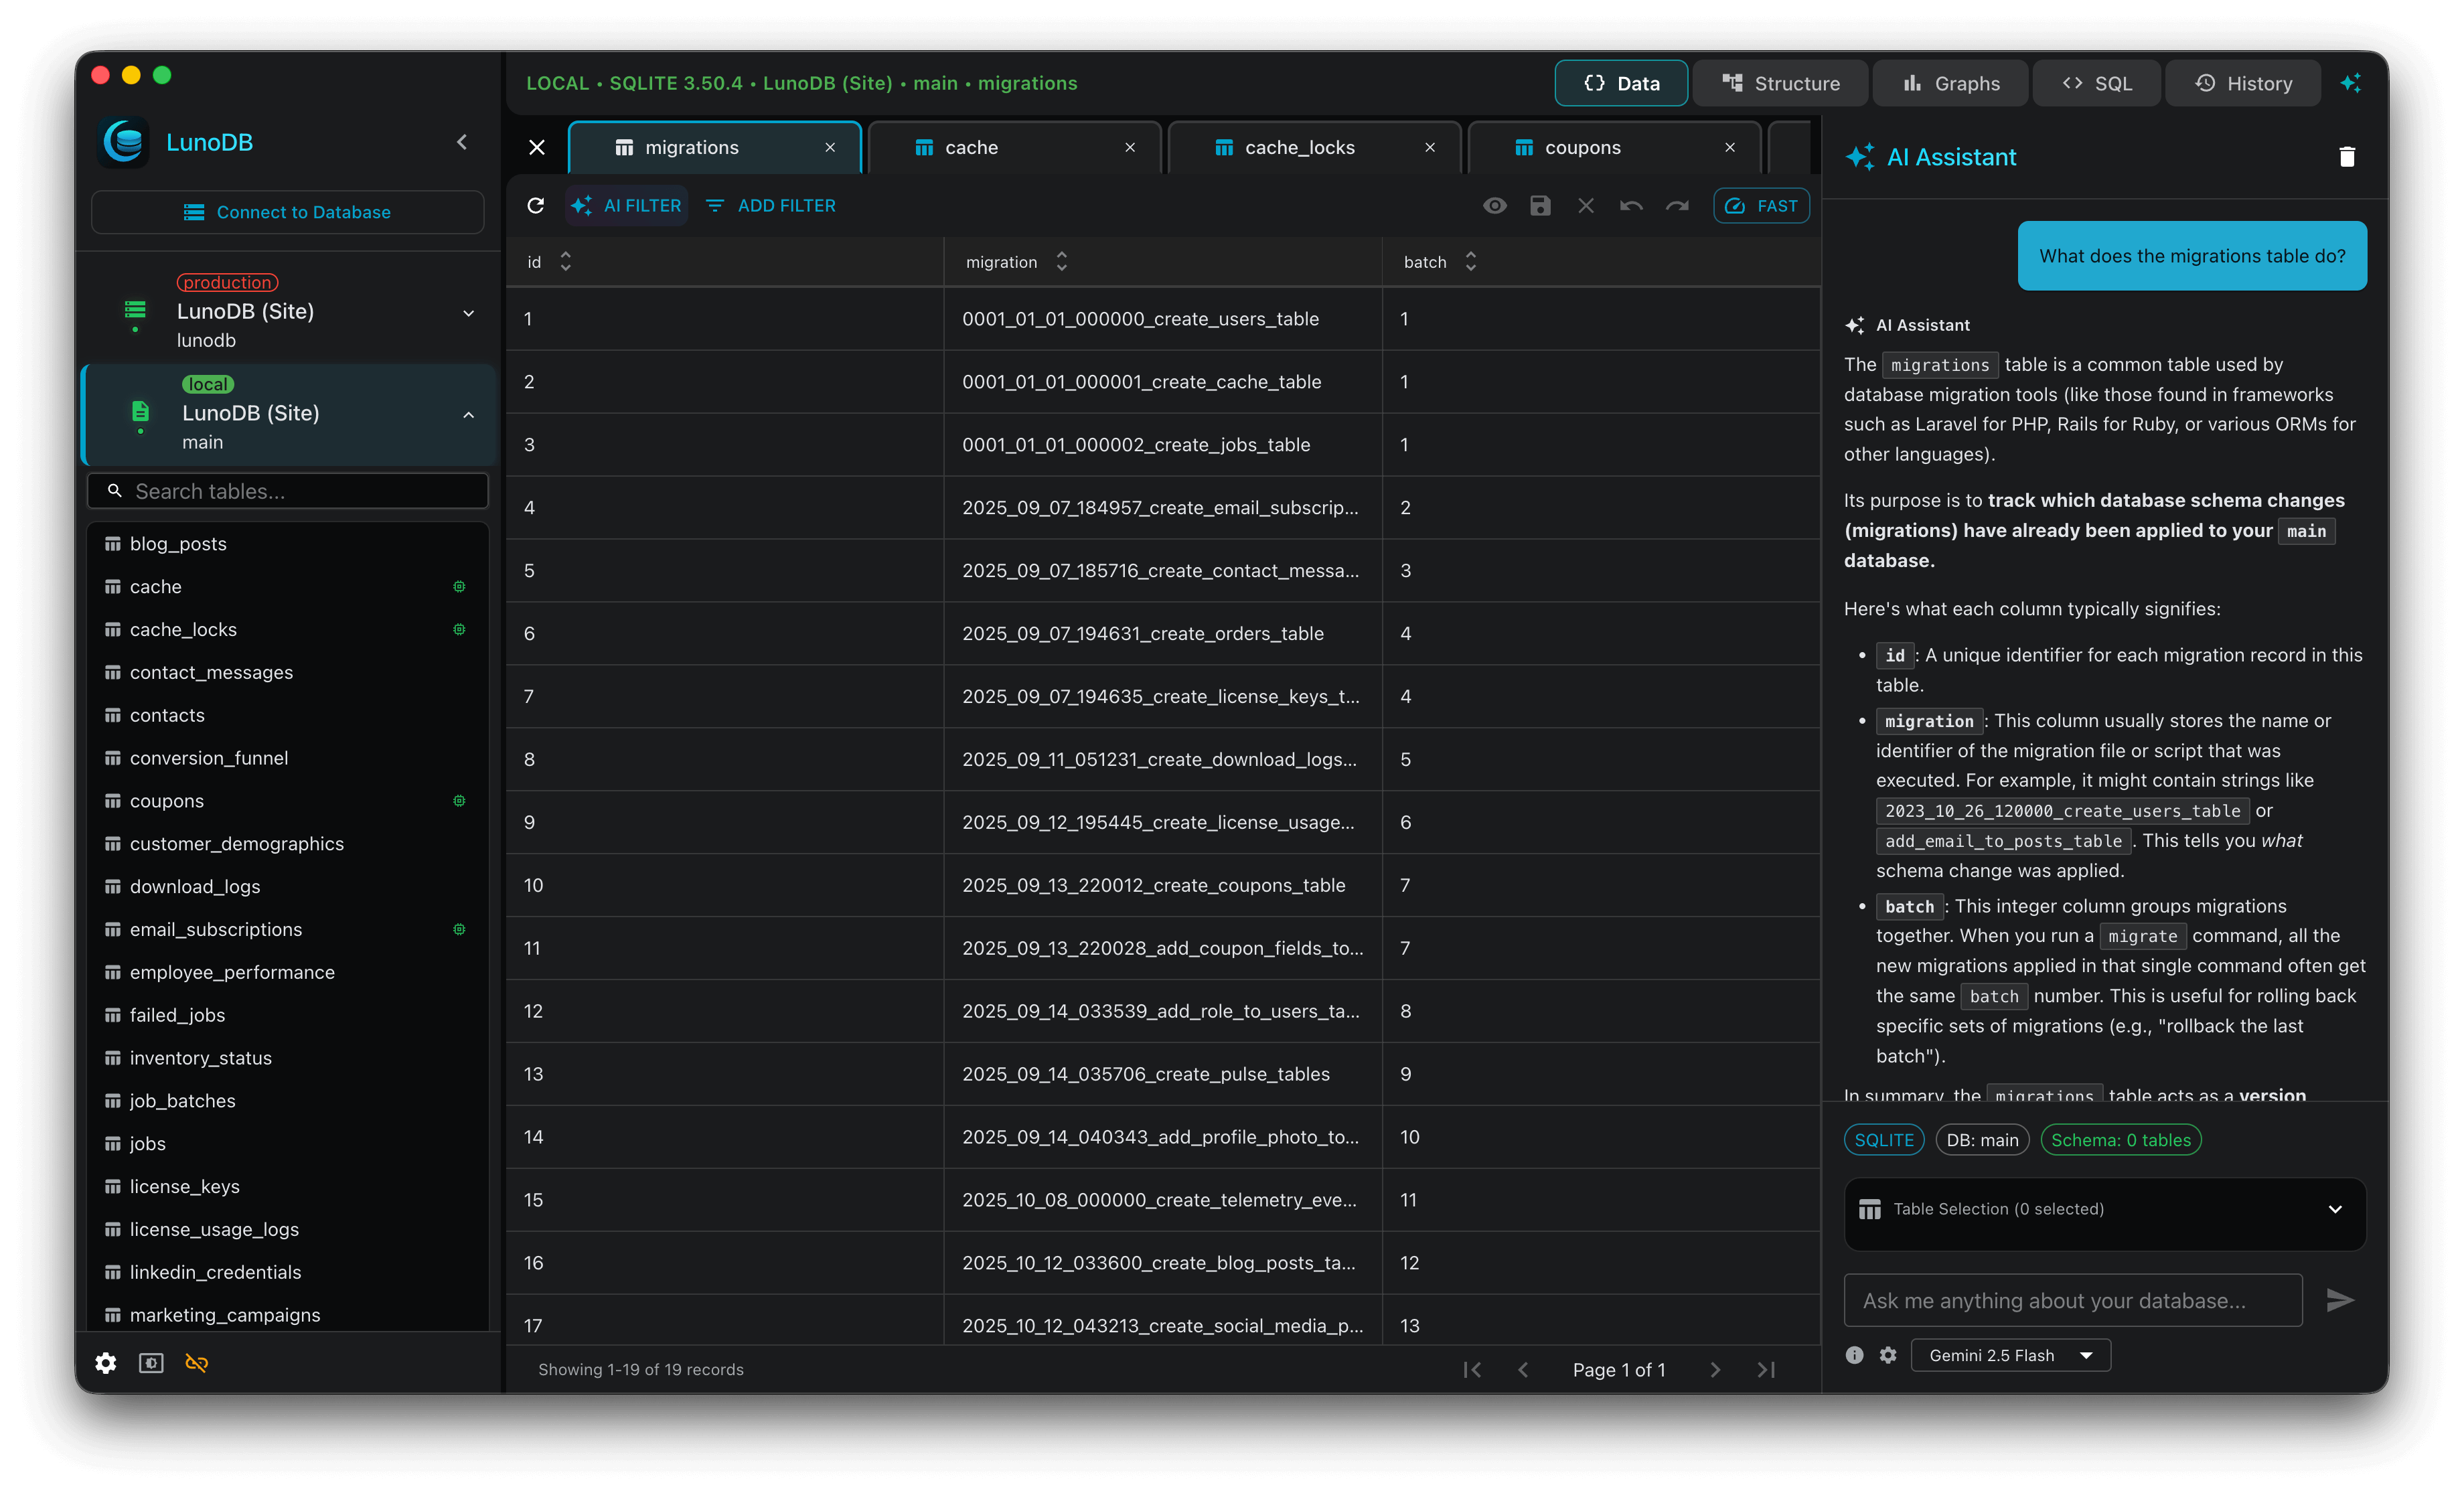 LunoDB
Connect to Database
production
LunoDB (Site)
lunodb
local
LunoDB (Site)
main
Search tables...
blog_posts
cache
cache_locks
contact_messages
contacts
conversion_funnel
coupons
customer_demographics
download_logs
email_subscriptions
employee_performance
failed_jobs
inventory_status
job_batches
jobs
license_keys
license_usage_logs
linkedin_credentials
marketing_campaigns
LOCAL • SQLITE 3.50.4 • LunoDB (Site) • main • migrations
Data
Structure
Graphs
SQL
History
migrations
cache
cache_locks
coupons
AI FILTER
ADD FILTER
FAST
id migration batch
1 0001_01_01_000000_create_users_table 1
2 0001_01_01_000001_create_cache_table 1
3 0001_01_01_000002_create_jobs_table 1
4 2025_09_07_184957_create_email_subscrip... 2
5 2025_09_07_185716_create_contact_messa... 3
6 2025_09_07_194631_create_orders_table 4
7 2025_09_07_194635_create_license_keys_t... 4
8 2025_09_11_051231_create_download_logs... 5
9 2025_09_12_195445_create_license_usage... 6
10 2025_09_13_220012_create_coupons_table 7
11 2025_09_13_220028_add_coupon_fields_to... 7
12 2025_09_14_033539_add_role_to_users_ta... 8
13 2025_09_14_035706_create_pulse_tables 9
14 2025_09_14_040343_add_profile_photo_to... 10
15 2025_10_08_000000_create_telemetry_eve... 11
16 2025_10_12_033600_create_blog_posts_ta... 12
17 2025_10_12_043213_create_social_media_p... 13
Showing 1-19 of 19 records
Page 1 of 1
AI Assistant
What does the migrations table do?
AI Assistant
The migrations table is a common table used by
database migration tools (like those found in frameworks
such as Laravel for PHP, Rails for Ruby, or various ORMs for
other languages).
Its purpose is to track which database schema changes
(migrations) have already been applied to your main
database.
Here's what each column typically signifies:
• id: A unique identifier for each migration record in this
table.
• migration: This column usually stores the name or
identifier of the migration file or script that was
executed. For example, it might contain strings like
2023_10_26_120000_create_users_table or
add_email_to_posts_table. This tells you what
schema change was applied.
• batch: This integer column groups migrations
together. When you run a migrate command, all the
new migrations applied in that single command often get
the same batch number. This is useful for rolling back
specific sets of migrations (e.g., "rollback the last
batch").
In summary, the migrations table acts as a version
SQLITE
DB: main
Schema: 0 tables
Table Selection (0 selected)
Ask me anything about your database...
Gemini 2.5 Flash